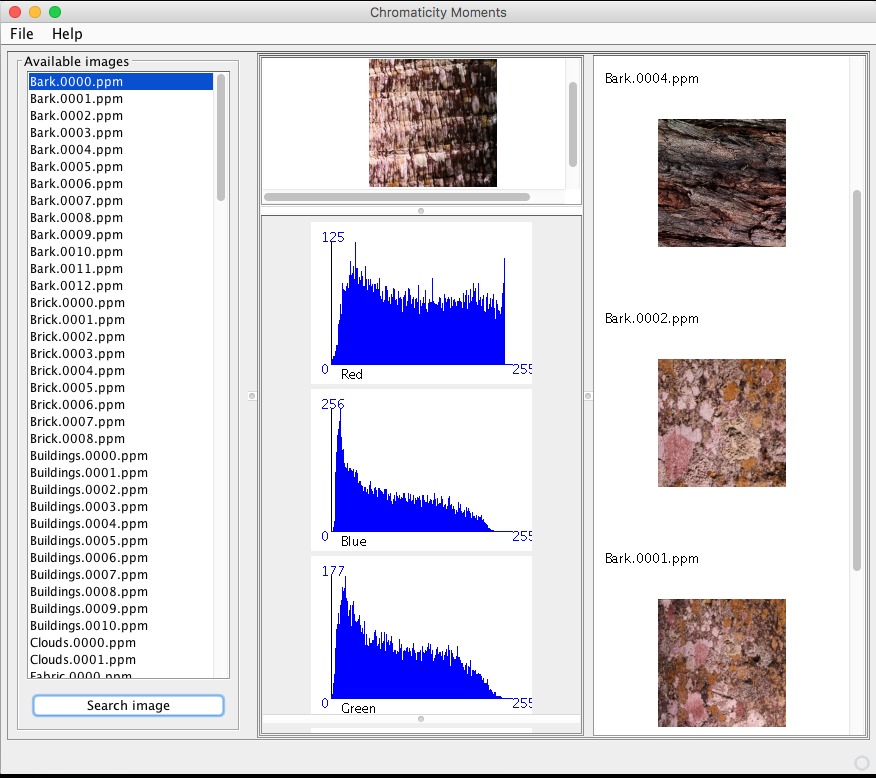 Chromaticity Moments
File Help
Available images
Bark.0000.ppm
Bark.0001.ppm
Bark.0002.ppm
Bark.0003.ppm
Bark.0004.ppm
Bark.0005.ppm
Bark.0006.ppm
Bark.0007.ppm
Bark.0008.ppm
Bark.0009.ppm
Bark.0010.ppm
Bark.0011.ppm
Bark.0012.ppm
Brick.0000.ppm
Brick.0001.ppm
Brick.0002.ppm
Brick.0003.ppm
Brick.0004.ppm
Brick.0005.ppm
Brick.0006.ppm
Brick.0007.ppm
Brick.0008.ppm
Buildings.0000.ppm
Buildings.0001.ppm
Buildings.0002.ppm
Buildings.0003.ppm
Buildings.0004.ppm
Buildings.0005.ppm
Buildings.0006.ppm
Buildings.0007.ppm
Buildings.0008.ppm
Buildings.0009.ppm
Buildings.0010.ppm
Clouds.0000.ppm
Clouds.0001.ppm
Fabric.0000.ppm
Search image
125
0 255
Red
256
0 255
Blue
177
0 255
Green
Bark.0004.ppm
Bark.0002.ppm
Bark.0001.ppm